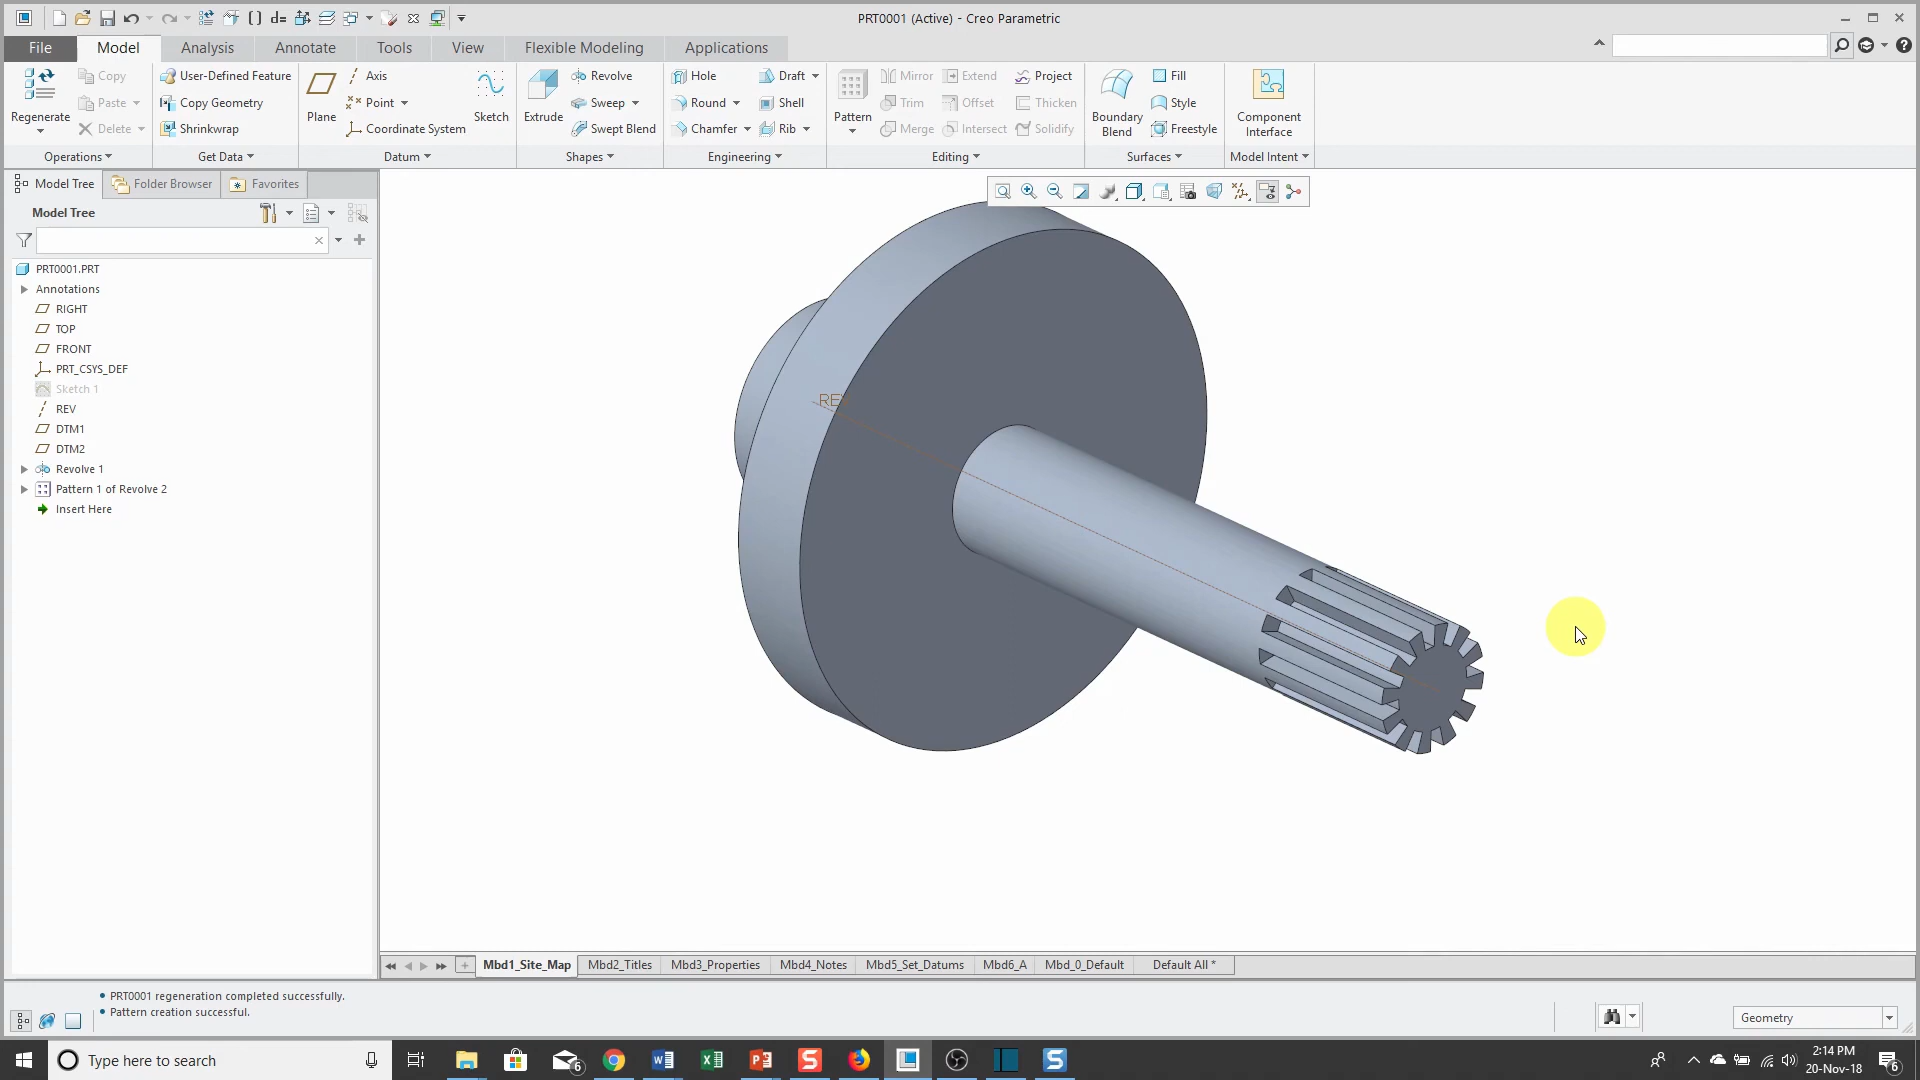 PRT0001 (Active) - Creo Parametric
File Model Analysis Annotate Tools View Flexible Modeling Applications
Regenerate
Copy
Paste
Delete
Operations
User-Defined Feature
Copy Geometry
Shrinkwrap
Get Data
Plane
Axis
Point
Coordinate System
Sketch
Datum
Extrude
Revolve
Sweep
Swept Blend
Shapes
Hole
Round
Chamfer
Draft
Shell
Rib
Engineering
Pattern
Mirror
Trim
Merge
Extend
Offset
Intersect
Project
Thicken
Solidify
Editing
Boundary
Blend
Fill
Style
Freestyle
Surfaces
Component
Interface
Model Intent
Model Tree Folder Browser Favorites
Model Tree
PRT0001.PRT
Annotations
RIGHT
TOP
FRONT
PRT_CSYS_DEF
Sketch 1
REV
DTM1
DTM2
Revolve 1
Pattern 1 of Revolve 2
Insert Here
REV
Mbd1_Site_Map Mbd2_Titles Mbd3_Properties Mbd4_Notes Mbd5_Set_Datums Mbd6_A Mbd_0_Default Default All *
• PRT0001 regeneration completed successfully.
• Pattern creation successful.
Geometry
Type here to search
6
2:14 PM
20-Nov-18
6